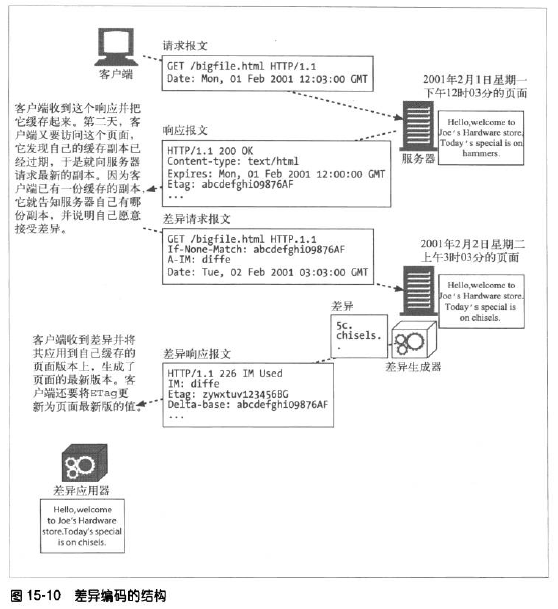 请求报文
GET /bigfile.html HTTP/1.1
Date: Mon, 01 Feb 2001 12:03:00 GMT
客户端
2001年2月1日星期一
下午12时03分的页面
Hello,welcome to
Joe's Hardware store.
Today's special is on
hammers.
服务器
客户端收到这个响应并把
它缓存起来。第二天,客
户端又要访问这个页面,
它发现自己的缓存副本已
经过期,于是就向服务器
请求最新的副本。因为客
户端已有一份缓存的副本,
它就告知服务器自己有哪
份副本,并说明自己愿意
接受差异。
响应报文
HTTP/1.1 200 OK
Content-type: text/html
Expires: Mon, 01 Feb 2001 12:00:00 GMT
Etag: abcdefghi09876AF
...
差异请求报文
GET /bigfile.html HTTP.1.1
If-None-Match: abcdefghi09876AF
A-IM: diffe
Date: Tue, 02 Feb 2001 03:03:00 GMT
2001年2月2日星期二
上午3时03分的页面
Hello,welcome to
Joe's Hardware store.
Today's special is
on chisels.
差异
5c.
chisels.
.
差异生成器
客户端收到差异并将
其应用到自己缓存的
页面版本上,生成了
页面的最新版本。客
户端还要将ETag更
新为页面最新版的值。
差异响应报文
HTTP/1.1 226 IM Used
IM: diffe
Etag: zywxtuv123456BG
Delta-base: abcdefghi09876AF
...
差异应用器
Hello,welcome
to Joe's Hardware
store.Today's special
is on chisels.
图 15-10 差异编码的结构